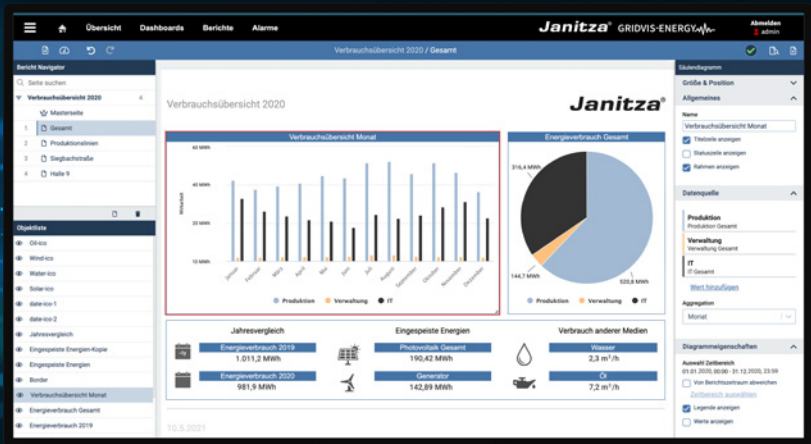 Übersicht
Dashboards
Berichte
Alarme
Janitza® GRIDVIS-ENERGY
Abmelden
admin
Verbrauchsübersicht 2020 / Gesamt
Bericht Navigator
Seite suchen
Verbrauchsübersicht 2020 4
Masterseite
1 Gesamt
2 Produktionslinien
3 Siegbachstraße
4 Halle 9
Objektliste
Oil-ico
Wind-ico
Water-ico
Solar-ico
date-ico-1
date-ico-2
Jahresvergleich
Eingespeiste Energien-Kopie
Eingespeiste Energien
Border
Verbrauchsübersicht Monat
Energieverbrauch Gesamt
Energieverbrauch 2019
Verbrauchsübersicht 2020
Janitza®
Verbrauchsübersicht Monat
Wirkarbeit
60 MWh
40 MWh
20 MWh
10 MWh
Januar
Februar
März
April
Mai
Juni
Juli
August
September
Oktober
November
Dezember
Produktion
Verwaltung
IT
Energieverbrauch Gesamt
316,4 MWh
144,7 MWh
520,8 MWh
Produktion
Verwaltung
IT
Jahresvergleich
Energieverbrauch 2019
1.011,2 MWh
Energieverbrauch 2020
981,9 MWh
Eingespeiste Energien
Photovoltaik Gesamt
190,42 MWh
Generator
142,89 MWh
Verbrauch anderer Medien
Wasser
2,3 m³/h
Öl
7,2 m³/h
10.5.2021
Säulendiagramm
Größe & Position
Allgemeines
Name
Verbrauchsübersicht Monat
Titelzeile anzeigen
Statuszeile anzeigen
Rahmen anzeigen
Datenquelle
Produktion
Produktion Gesamt
Verwaltung
Verwaltung Gesamt
IT
IT Gesamt
Wert hinzufügen
Aggregation
Monat
Diagrammeigenschaften
Auswahl Zeitbereich
01.01.2020, 00:00 - 31.12.2020, 23:59
Von Berichtszeitraum abweichen
Zeitbereich auswählen
Legende anzeigen
Werte anzeigen